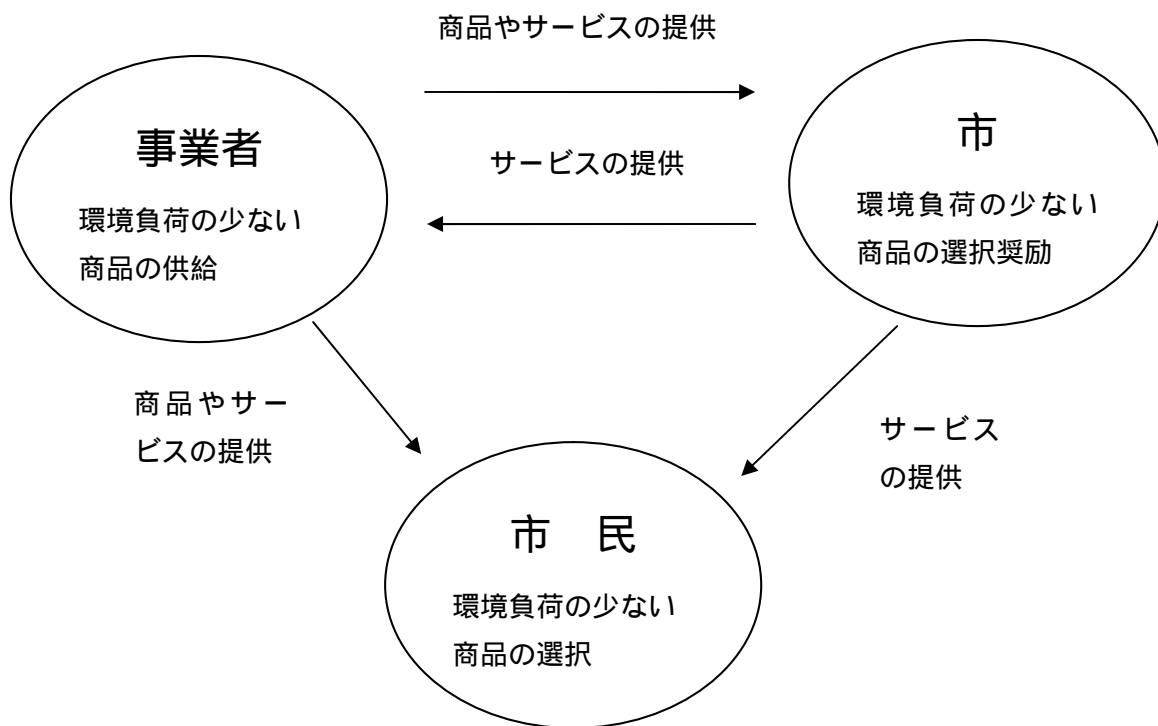 商品やサービスの提供
事業者
環境負荷の少ない
商品の供給
サービスの提供
市
環境負荷の少ない
商品の選択奨励
商品やサー
ビスの提供
サービス
の提供
市　民
環境負荷の少ない
商品の選択